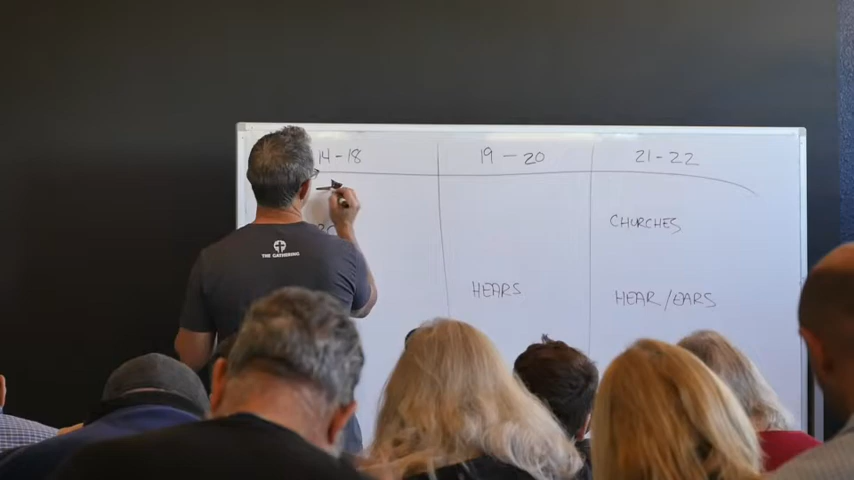 14-18
19-20
21-22
CHURCHES
HEARS
HEAR/EARS
THE GATHERING